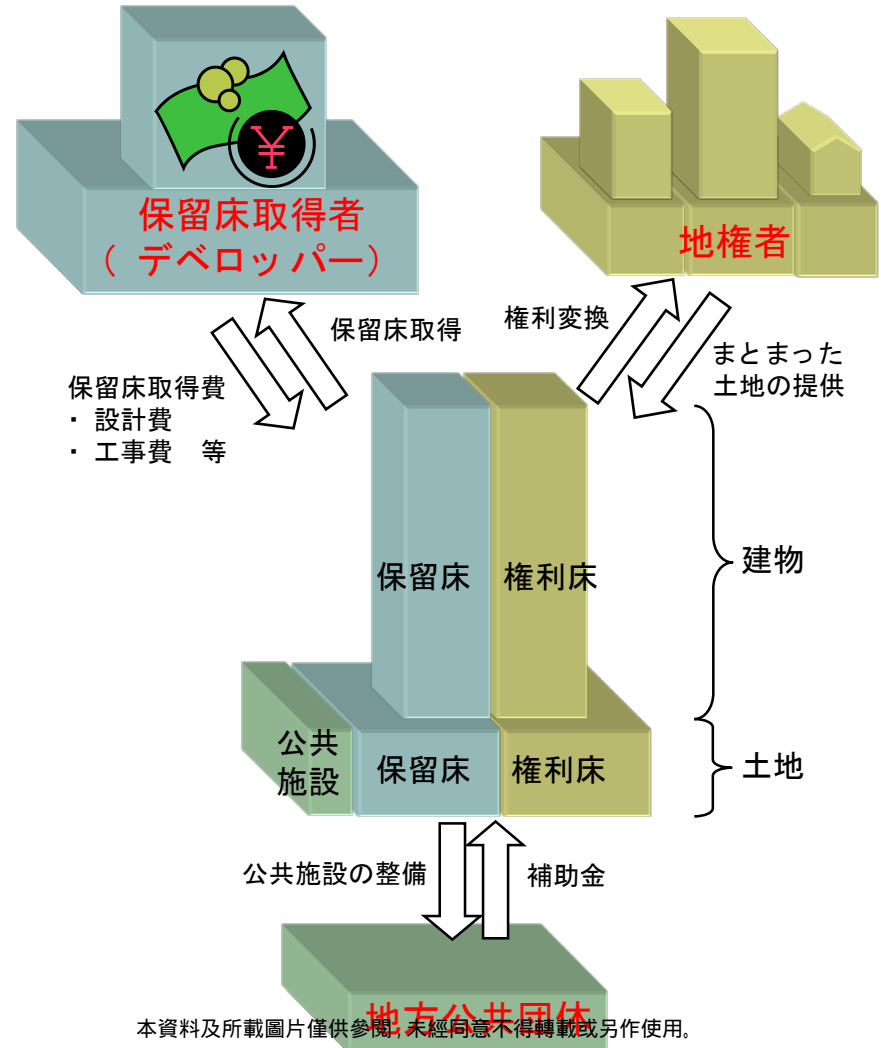 ¥
保留床取得者
（デベロッパー）
地権者
保留床取得
権利変換
保留床取得費
・設計費
・工事費　等
まとまった
土地の提供
保留床
権利床
建物
公共
施設
保留床
権利床
土地
公共施設の整備
補助金
地方公共団体
本資料及所載圖片僅供參閱,未經同意不得轉載或另作使用。